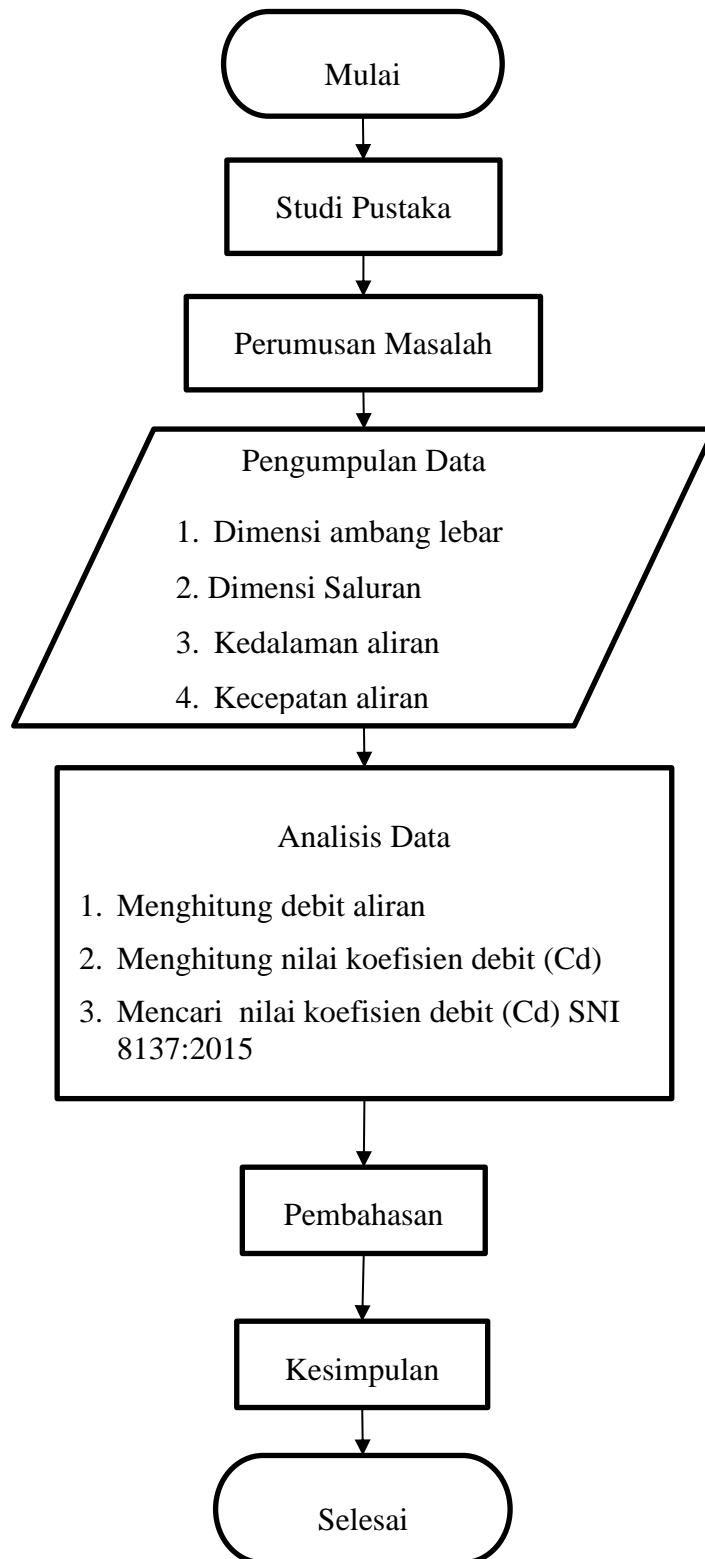 Mulai
Studi Pustaka
Perumusan Masalah
Pengumpulan Data
1. Dimensi ambang lebar
2. Dimensi Saluran
3. Kedalaman aliran
4. Kecepatan aliran
Analisis Data
1. Menghitung debit aliran
2. Menghitung nilai koefisien debit (Cd)
3. Mencari nilai koefisien debit (Cd) SNI
8137:2015
Pembahasan
Kesimpulan
Selesai